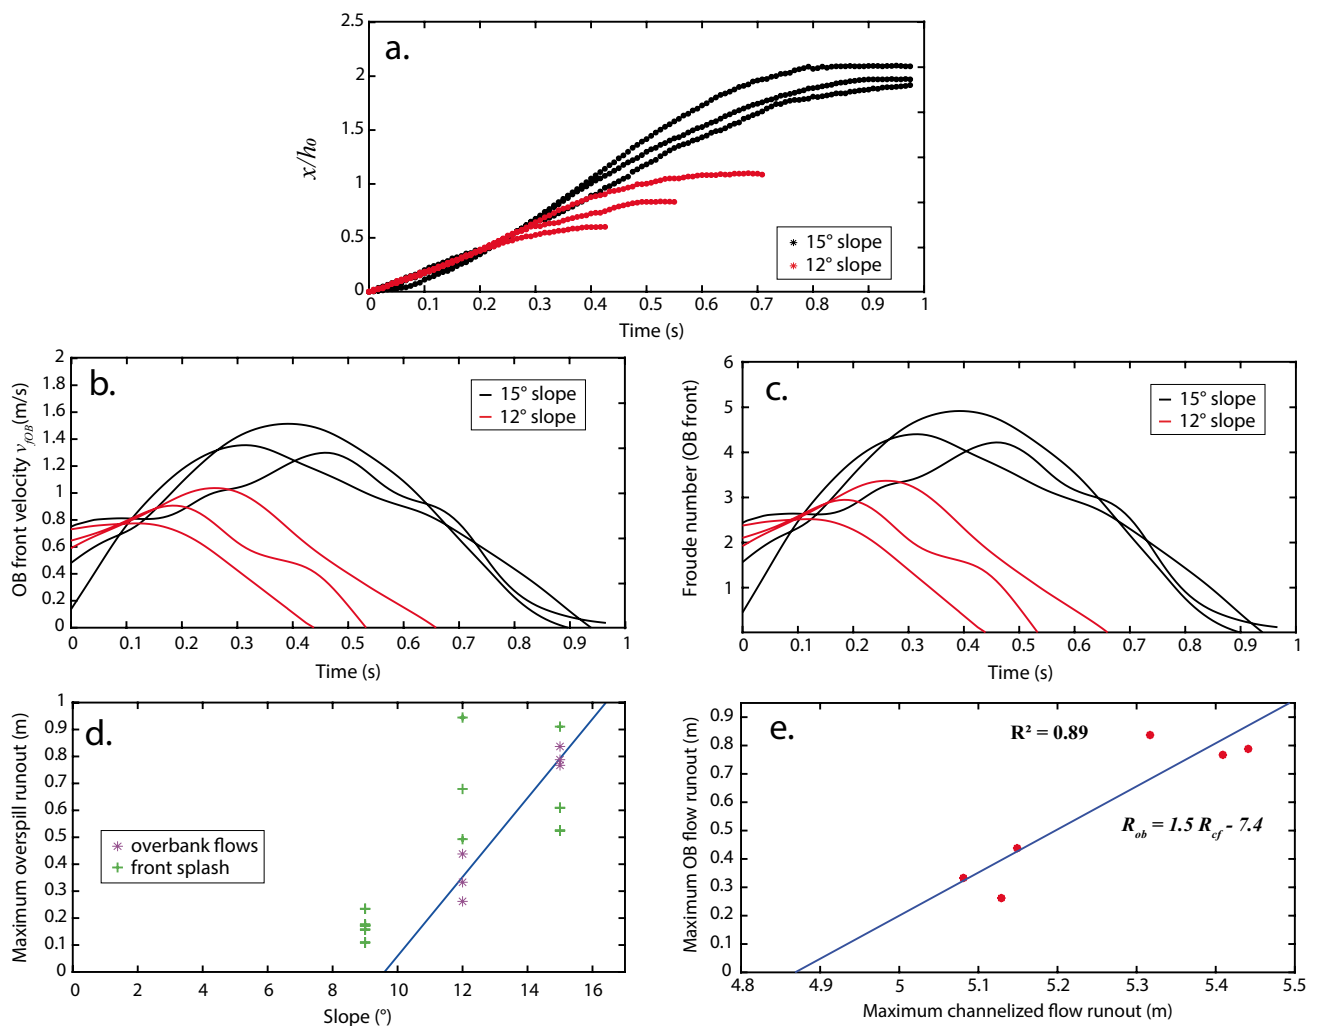 a.
2.5
2
1.5
1
0.5
0
x/h₀
15° slope
12° slope
0 0.1 0.2 0.3 0.4 0.5 0.6 0.7 0.8 0.9 1
Time (s)
b.
2
1.8
1.6
1.4
1.2
1
0.8
0.6
0.4
0.2
0
OB front velocity v_fOB (m/s)
15° slope
12° slope
0 0.1 0.2 0.3 0.4 0.5 0.6 0.7 0.8 0.9 1
Time (s)
c.
6
5
4
3
2
1
Froude number (OB front)
15° slope
12° slope
0 0.1 0.2 0.3 0.4 0.5 0.6 0.7 0.8 0.9 1
Time (s)
d.
1
0.9
0.8
0.7
0.6
0.5
0.4
0.3
0.2
0.1
0
Maximum overspill runout (m)
overbank flows
front splash
0 2 4 6 8 10 12 14 16
Slope (°)
e.
0.9
0.8
0.7
0.6
0.5
0.4
0.3
0.2
0.1
0
Maximum OB flow runout (m)
R² = 0.89
R_ob = 1.5 R_cf - 7.4
4.8 4.9 5 5.1 5.2 5.3 5.4 5.5
Maximum channelized flow runout (m)